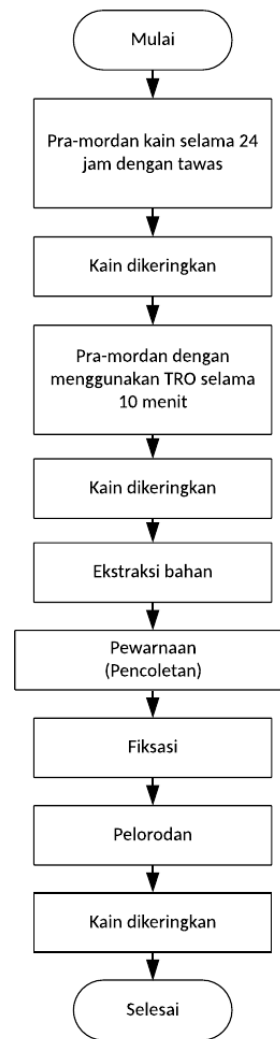 Mulai
Pra-mordan kain selama 24
jam dengan tawas
Kain dikeringkan
Pra-mordan dengan
menggunakan TRO selama
10 menit
Kain dikeringkan
Ekstraksi bahan
Pewarnaan
(Pencoletan)
Fiksasi
Pelorodan
Kain dikeringkan
Selesai